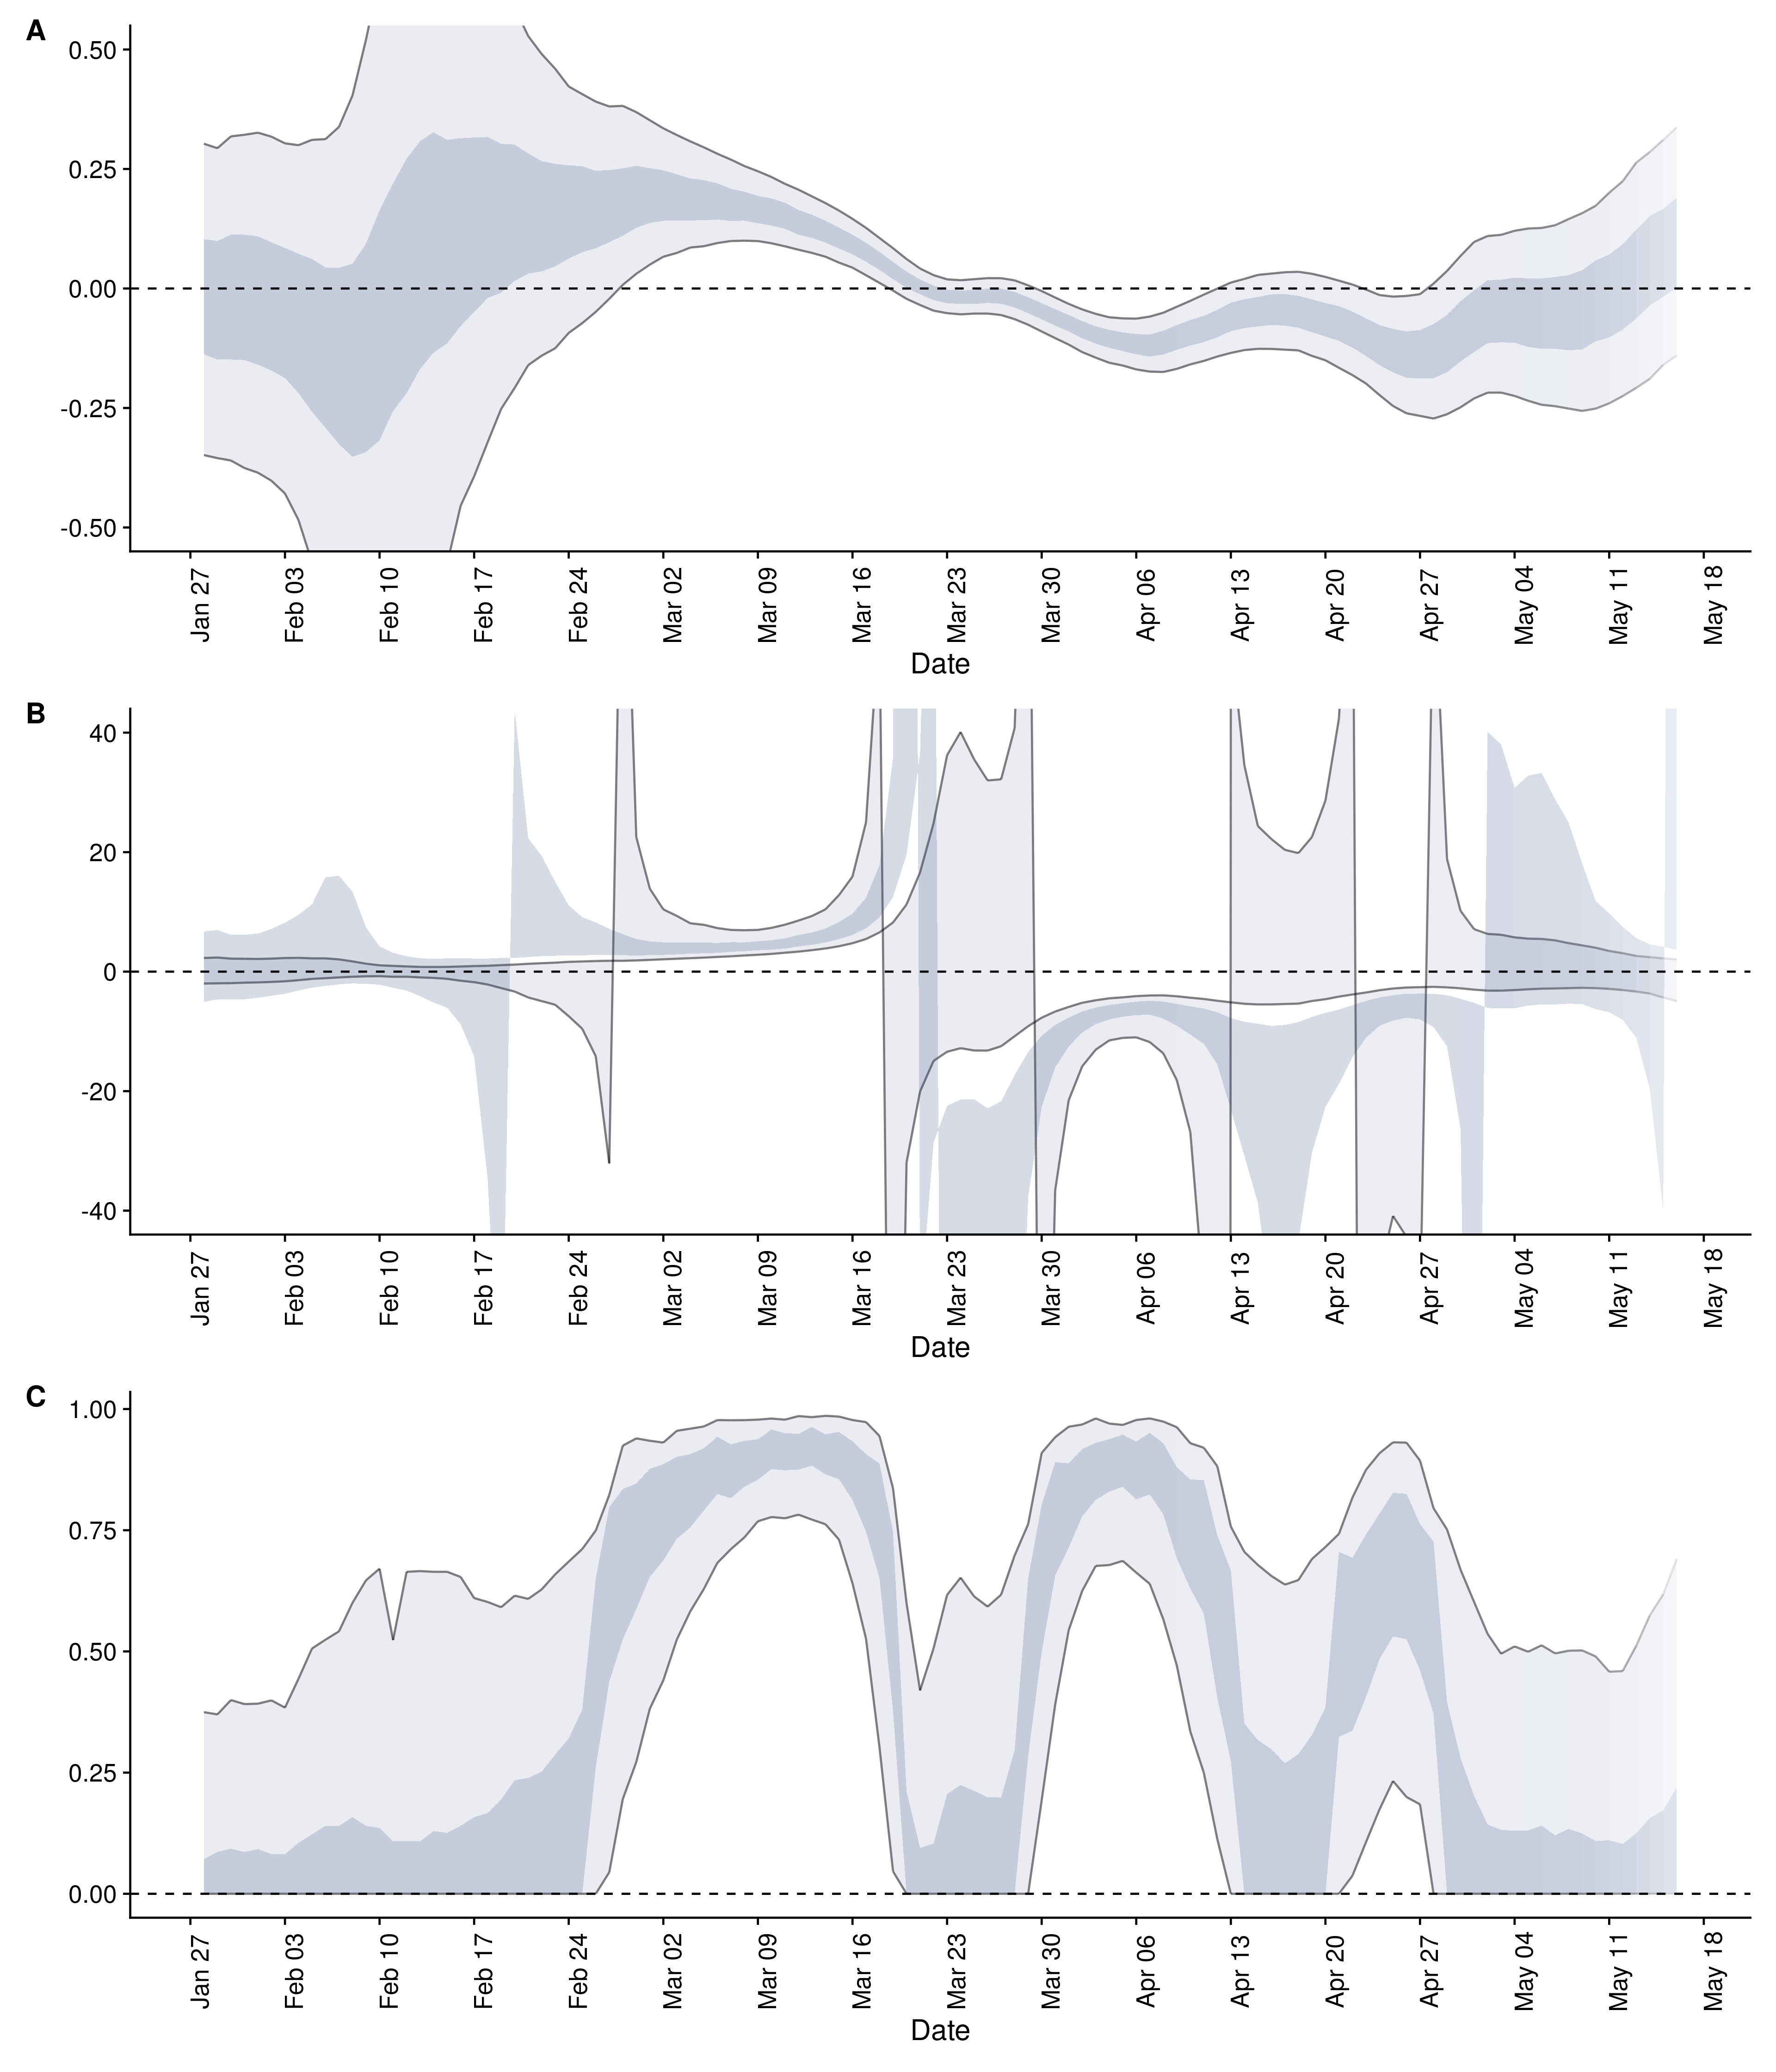 A
0.50
0.25
0.00
-0.25
-0.50
Jan 27
Feb 03
Feb 10
Feb 17
Feb 24
Mar 02
Mar 09
Mar 16
Mar 23
Mar 30
Apr 06
Apr 13
Apr 20
Apr 27
May 04
May 11
May 18
Date
B
40
20
0
-20
-40
Jan 27
Feb 03
Feb 10
Feb 17
Feb 24
Mar 02
Mar 09
Mar 16
Mar 23
Mar 30
Apr 06
Apr 13
Apr 20
Apr 27
May 04
May 11
May 18
Date
C
1.00
0.75
0.50
0.25
0.00
Jan 27
Feb 03
Feb 10
Feb 17
Feb 24
Mar 02
Mar 09
Mar 16
Mar 23
Mar 30
Apr 06
Apr 13
Apr 20
Apr 27
May 04
May 11
May 18
Date